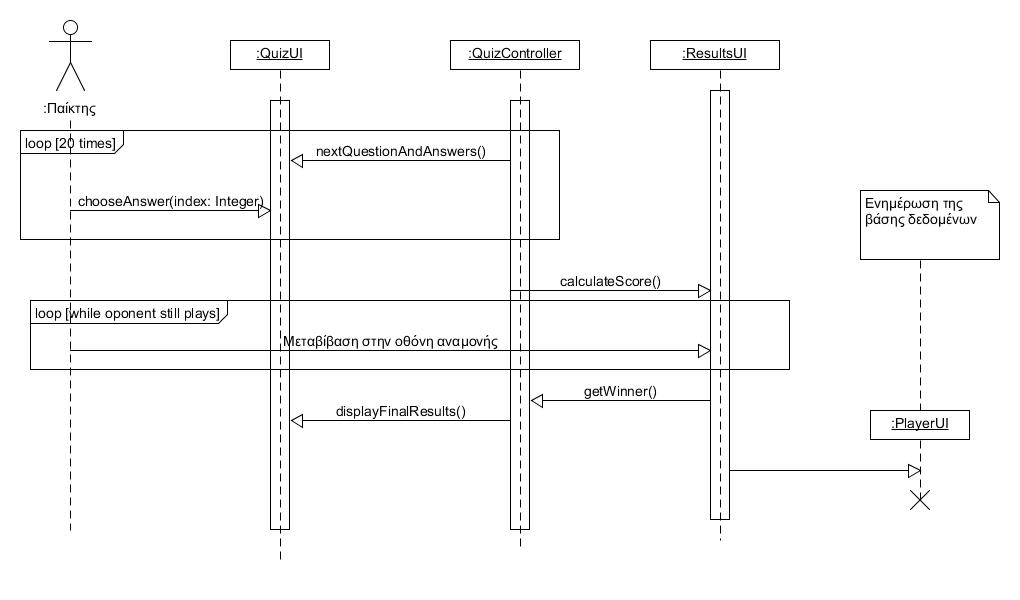 :QuizUI
:QuizController
:ResultsUI
:Παίκτης
loop [20 times]
nextQuestionAndAnswers()
chooseAnswer(index: Integer)
Ενημέρωση της
βάσης δεδομένων
calculateScore()
loop [while oponent still plays]
Μεταβίβαση στην οθόνη αναμονής
getWinner()
displayFinalResults()
:PlayerUI